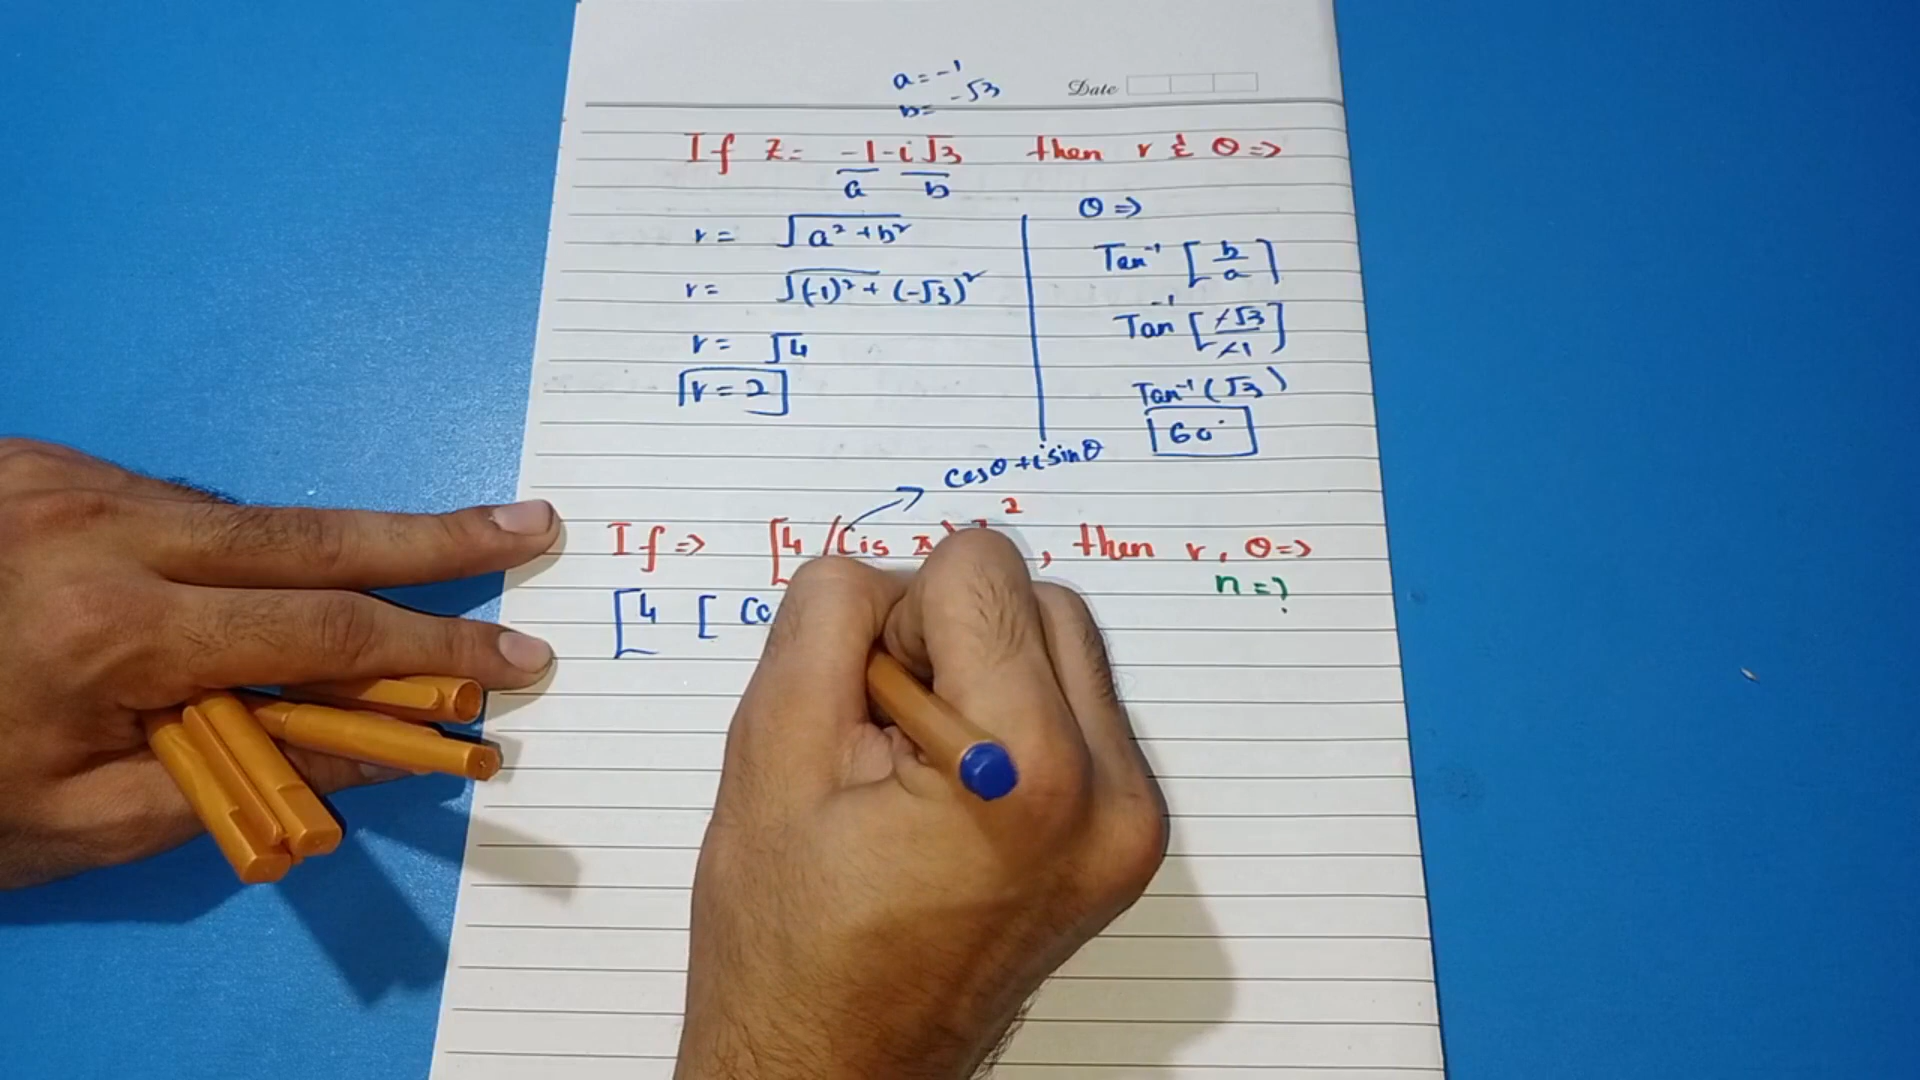 a = -1
b = -√3
Date
If Z = -1-i√3 then r & θ ⇒
a b
r = √a² + b²
r = √(-1)² + (-√3)²
r = √4
r = 2
θ ⇒
Tan⁻¹ [b/a]
Tan⁻¹ [-√3/-1]
Tan⁻¹ (√3)
60°
Cosθ + i sinθ
If ⇒ [4 (Cis π) ]², then r, θ ⇒
n = ?
[4 [ Co